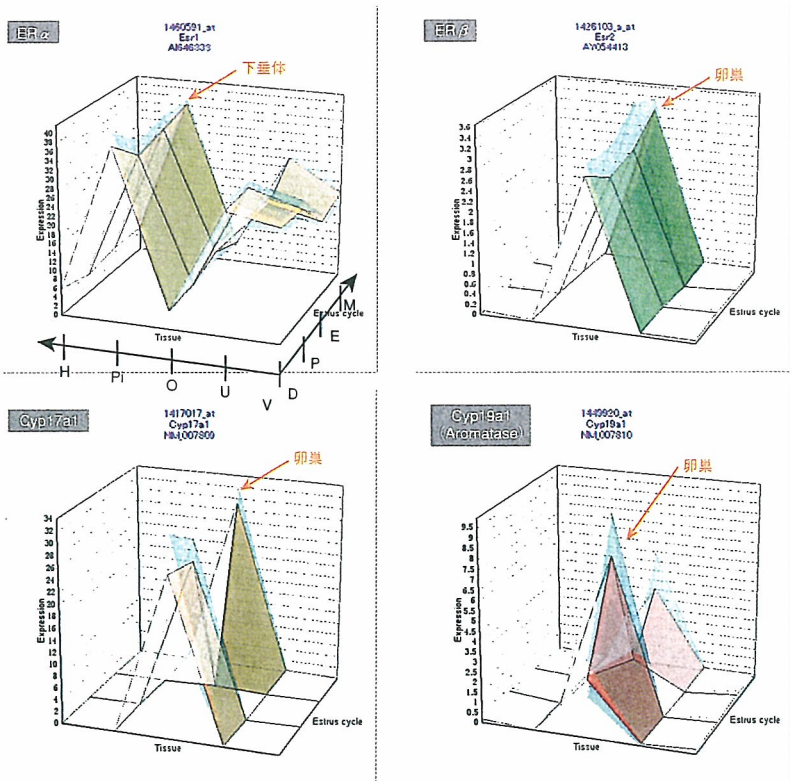 ERα
1460591_at
Esr1
AI646833
下垂体
40
38
36
34
32
30
28
26
24
22
20
18
16
14
12
10
8
6
4
2
0
Expression
Tissue
Estrus cycle
H
Pi
O
U
V
D
P
E
M
ERβ
1426103_a_at
Esr2
AY054413
卵巣
3.6
3.4
3.2
3
2.8
2.6
2.4
2.2
2
1.8
1.6
1.4
1.2
1
0.8
0.6
0.4
0.2
0
Expression
Tissue
Estrus cycle
Cyp17a1
1417017_at
Cyp17a1
NM_007809
卵巣
34
32
30
28
26
24
22
20
18
16
14
12
10
8
6
4
2
0
Expression
Tissue
Estrus cycle
Cyp19a1
(Aromatase)
1449920_at
Cyp19a1
NM_007810
卵巣
9.5
9
8.5
8
7.5
7
6.5
6
5.5
5
4.5
4
3.5
3
2.5
2
1.5
1
0.5
0
Expression
Tissue
Estrus cycle